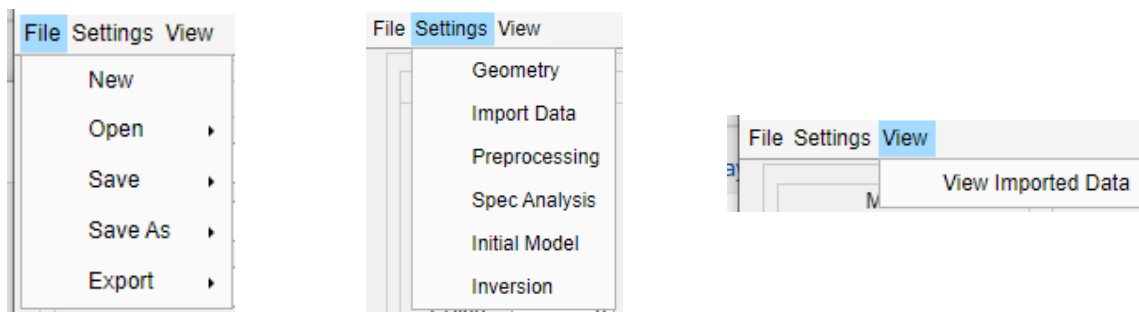 File Settings View
New
Open
Save
Save As
Export
File Settings View
Geometry
Import Data
Preprocessing
Spec Analysis
Initial Model
Inversion
File Settings View
View Imported Data